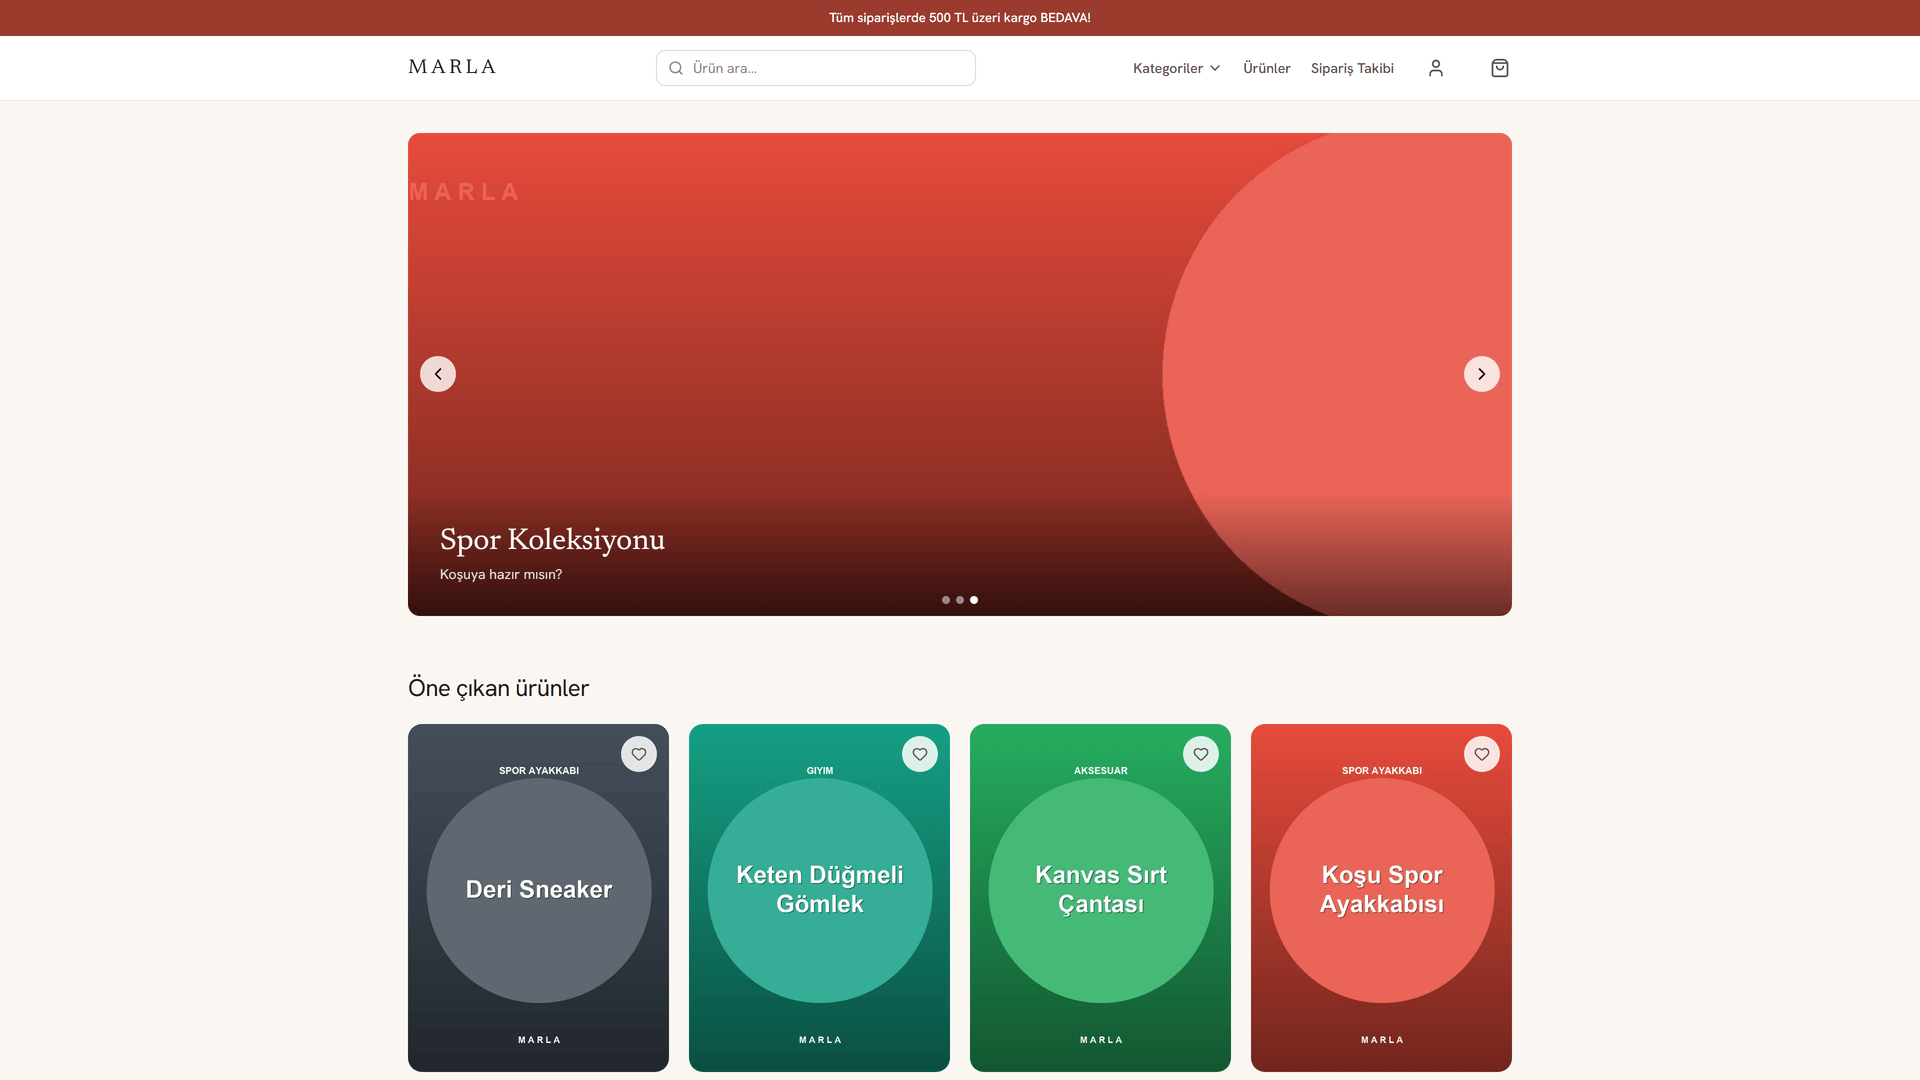 Tüm siparişlerde 500 TL üzeri kargo BEDAVA!
MARLA
Ürün ara...
Kategoriler
Ürünler
Sipariş Takibi
MARLA
Spor Koleksiyonu
Koşuya hazır mısın?
Öne çıkan ürünler
SPOR AYAKKABI
Deri Sneaker
MARLA
GIYIM
Keten Düğmeli
Gömlek
MARLA
AKSESUAR
Kanvas Sırt
Çantası
MARLA
SPOR AYAKKABI
Koşu Spor
Ayakkabısı
MARLA